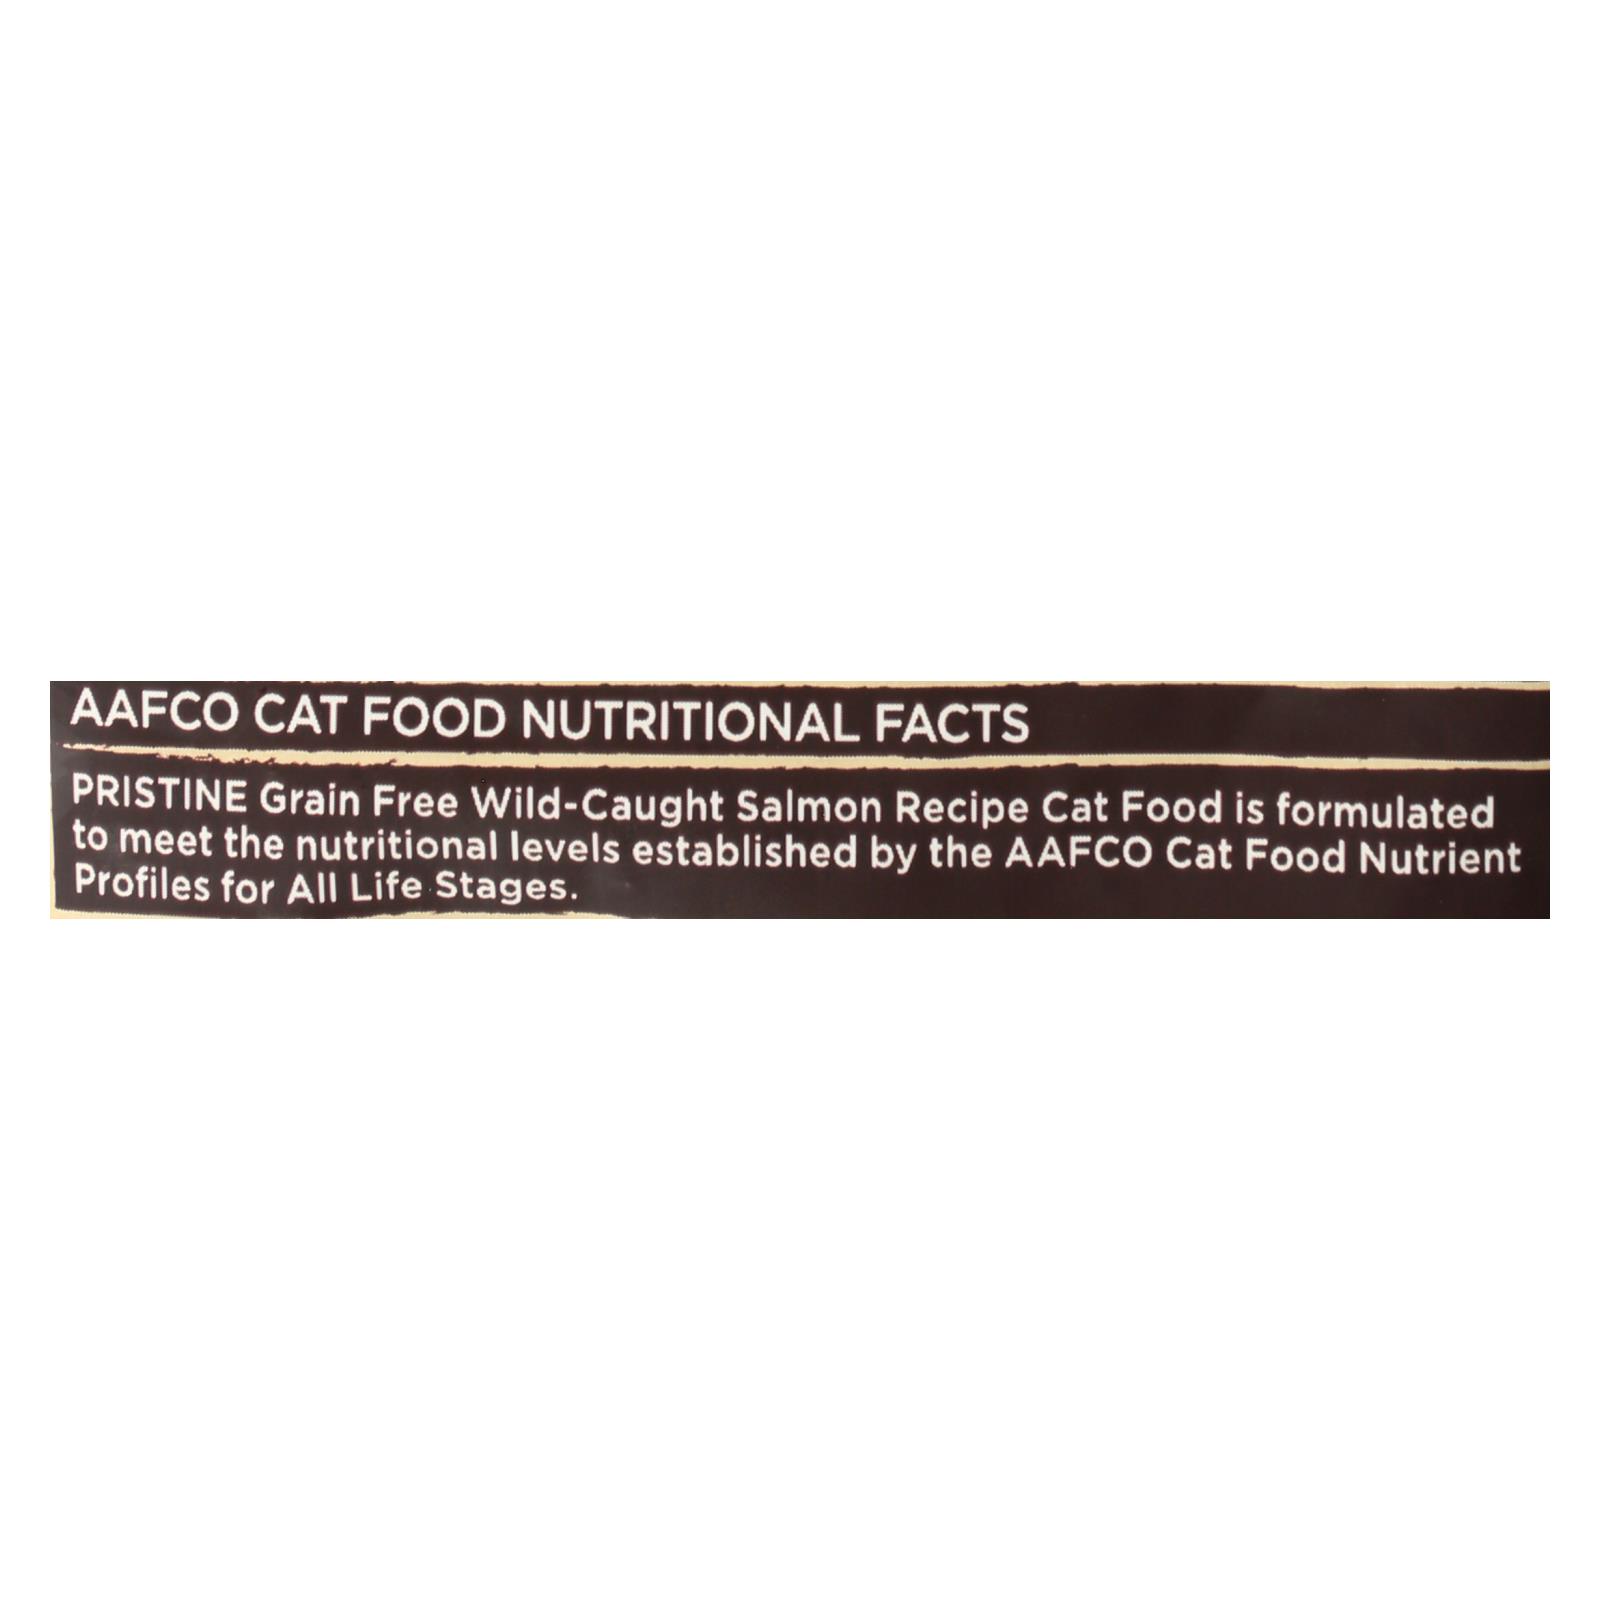 AAFCO CAT FOOD NUTRITIONAL FACTS
PRISTINE Grain Free Wild-Caught Salmon Recipe Cat Food is formulated
to meet the nutritional levels established by the AAFCO Cat Food Nutrient
Profiles for All Life Stages.